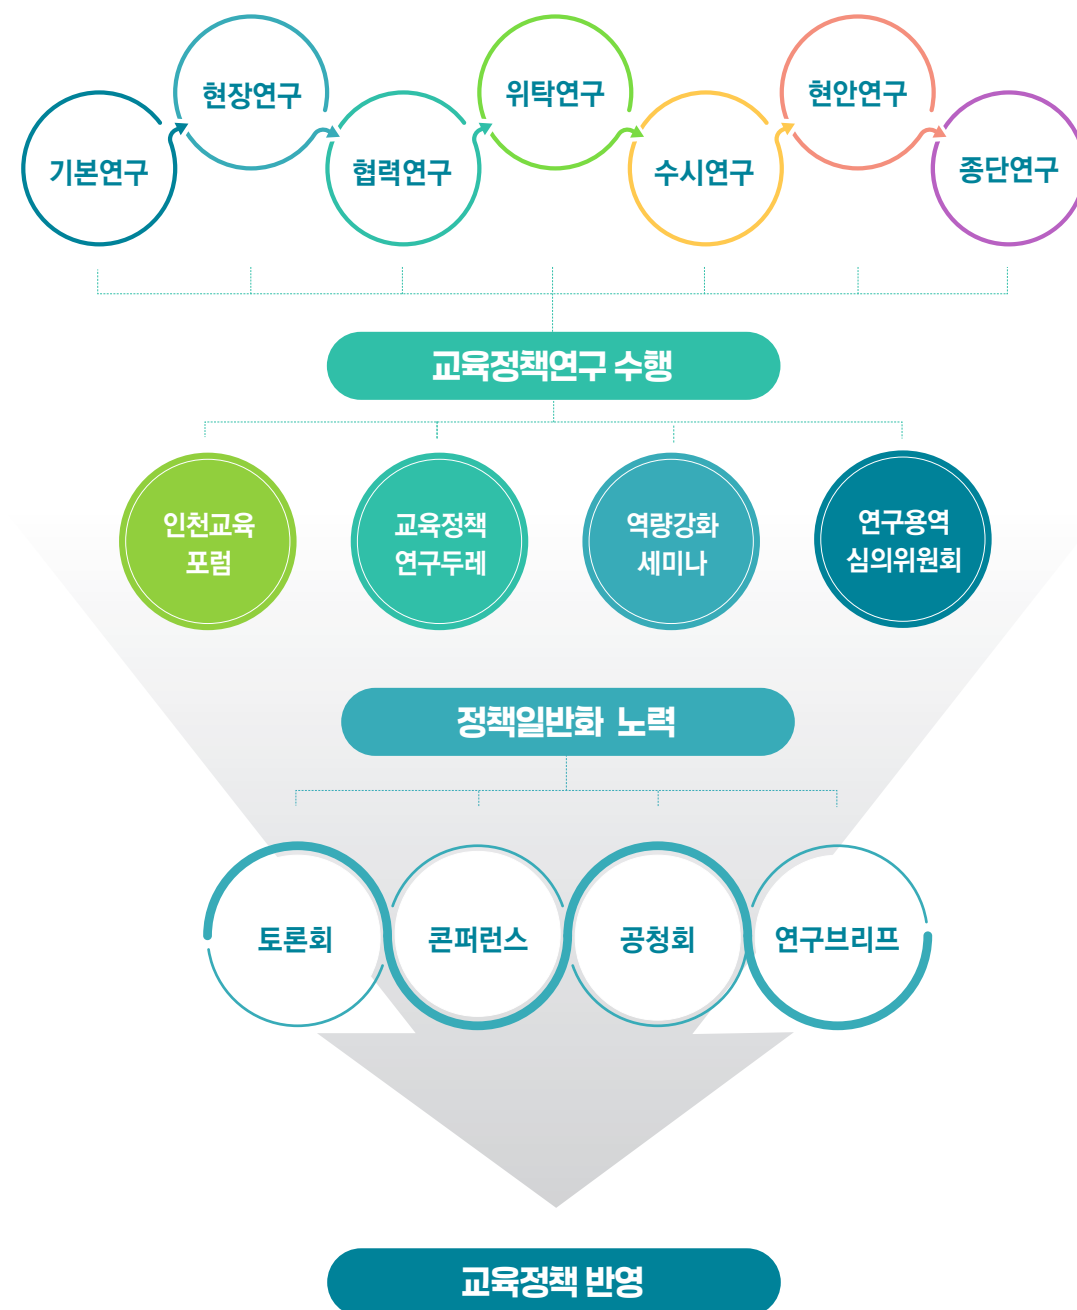 현장연구
위탁연구
현안연구
기본연구
협력연구
수시연구
종단연구
교육정책연구 수행
인천교육
포럼
교육정책
연구두레
역량강화
세미나
연구용역
심의위원회
정책일반화 노력
토론회
콘퍼런스
공청회
연구브리프
교육정책 반영